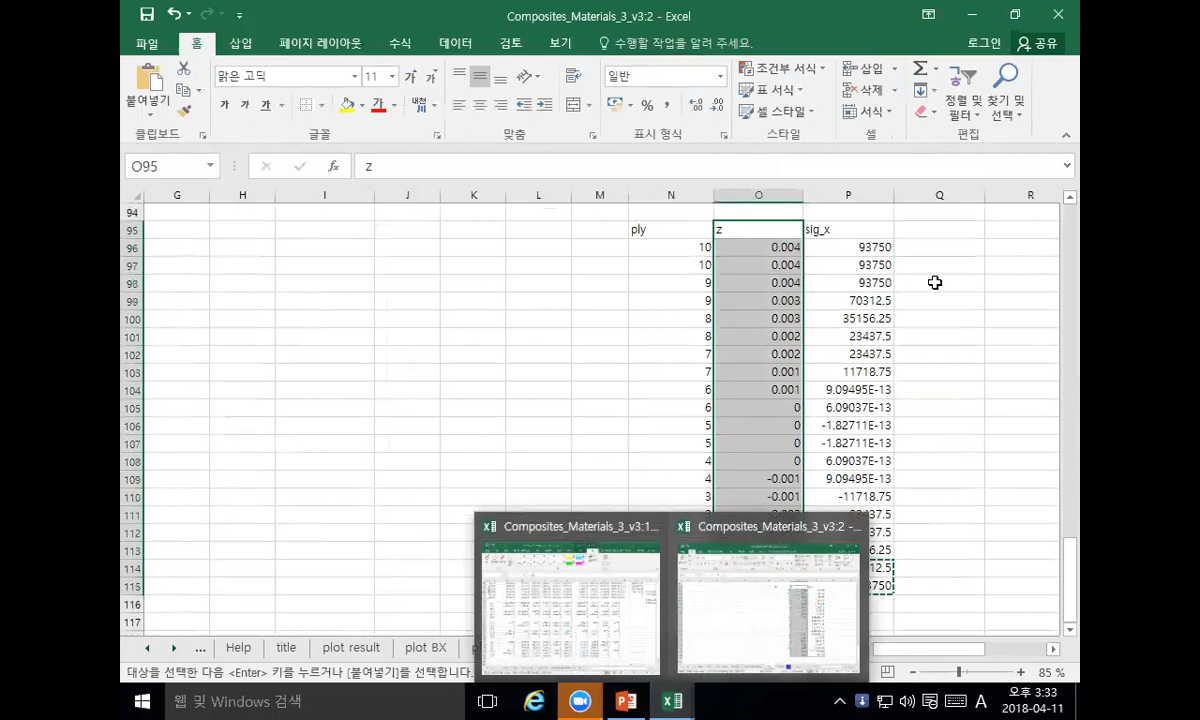 Composites_Materials_3_v3:2 - Excel
파일 홈 삽입 페이지 레이아웃 수식 데이터 검토 보기 수행할 작업을 알려 주세요. 로그인 공유
붙여넣기
클립보드
맑은 고딕 11
가 가 가 가 내천
글꼴
맞춤
일반
% ,
표시 형식
조건부 서식
표 서식
셀 스타일
스타일
삽입
삭제
서식
셀
정렬 및 필터
찾기 및 선택
편집
O95 fx z
G H I J K L M N O P Q R
94
95 ply z sig_x
96 10 0.004 93750
97 10 0.004 93750
98 9 0.004 93750
99 9 0.003 70312.5
100 8 0.003 35156.25
101 8 0.002 23437.5
102 7 0.002 23437.5
103 7 0.001 11718.75
104 6 0.001 9.09495E-13
105 6 0 6.09037E-13
106 5 0 -1.82711E-13
107 5 0 -1.82711E-13
108 4 0 6.09037E-13
109 4 -0.001 9.09495E-13
110 3 -0.001 -11718.75
111
112
113
114
115
116
117
Composites_Materials_3_v3:1...
Composites_Materials_3_v3:2 -...
... Help title plot result plot BX
대상을 선택한 다음 <Enter> 키를 누르거나 [붙여넣기]를 선택합니다.
85 %
웹 및 Windows 검색
A
오후 3:33
2018-04-11